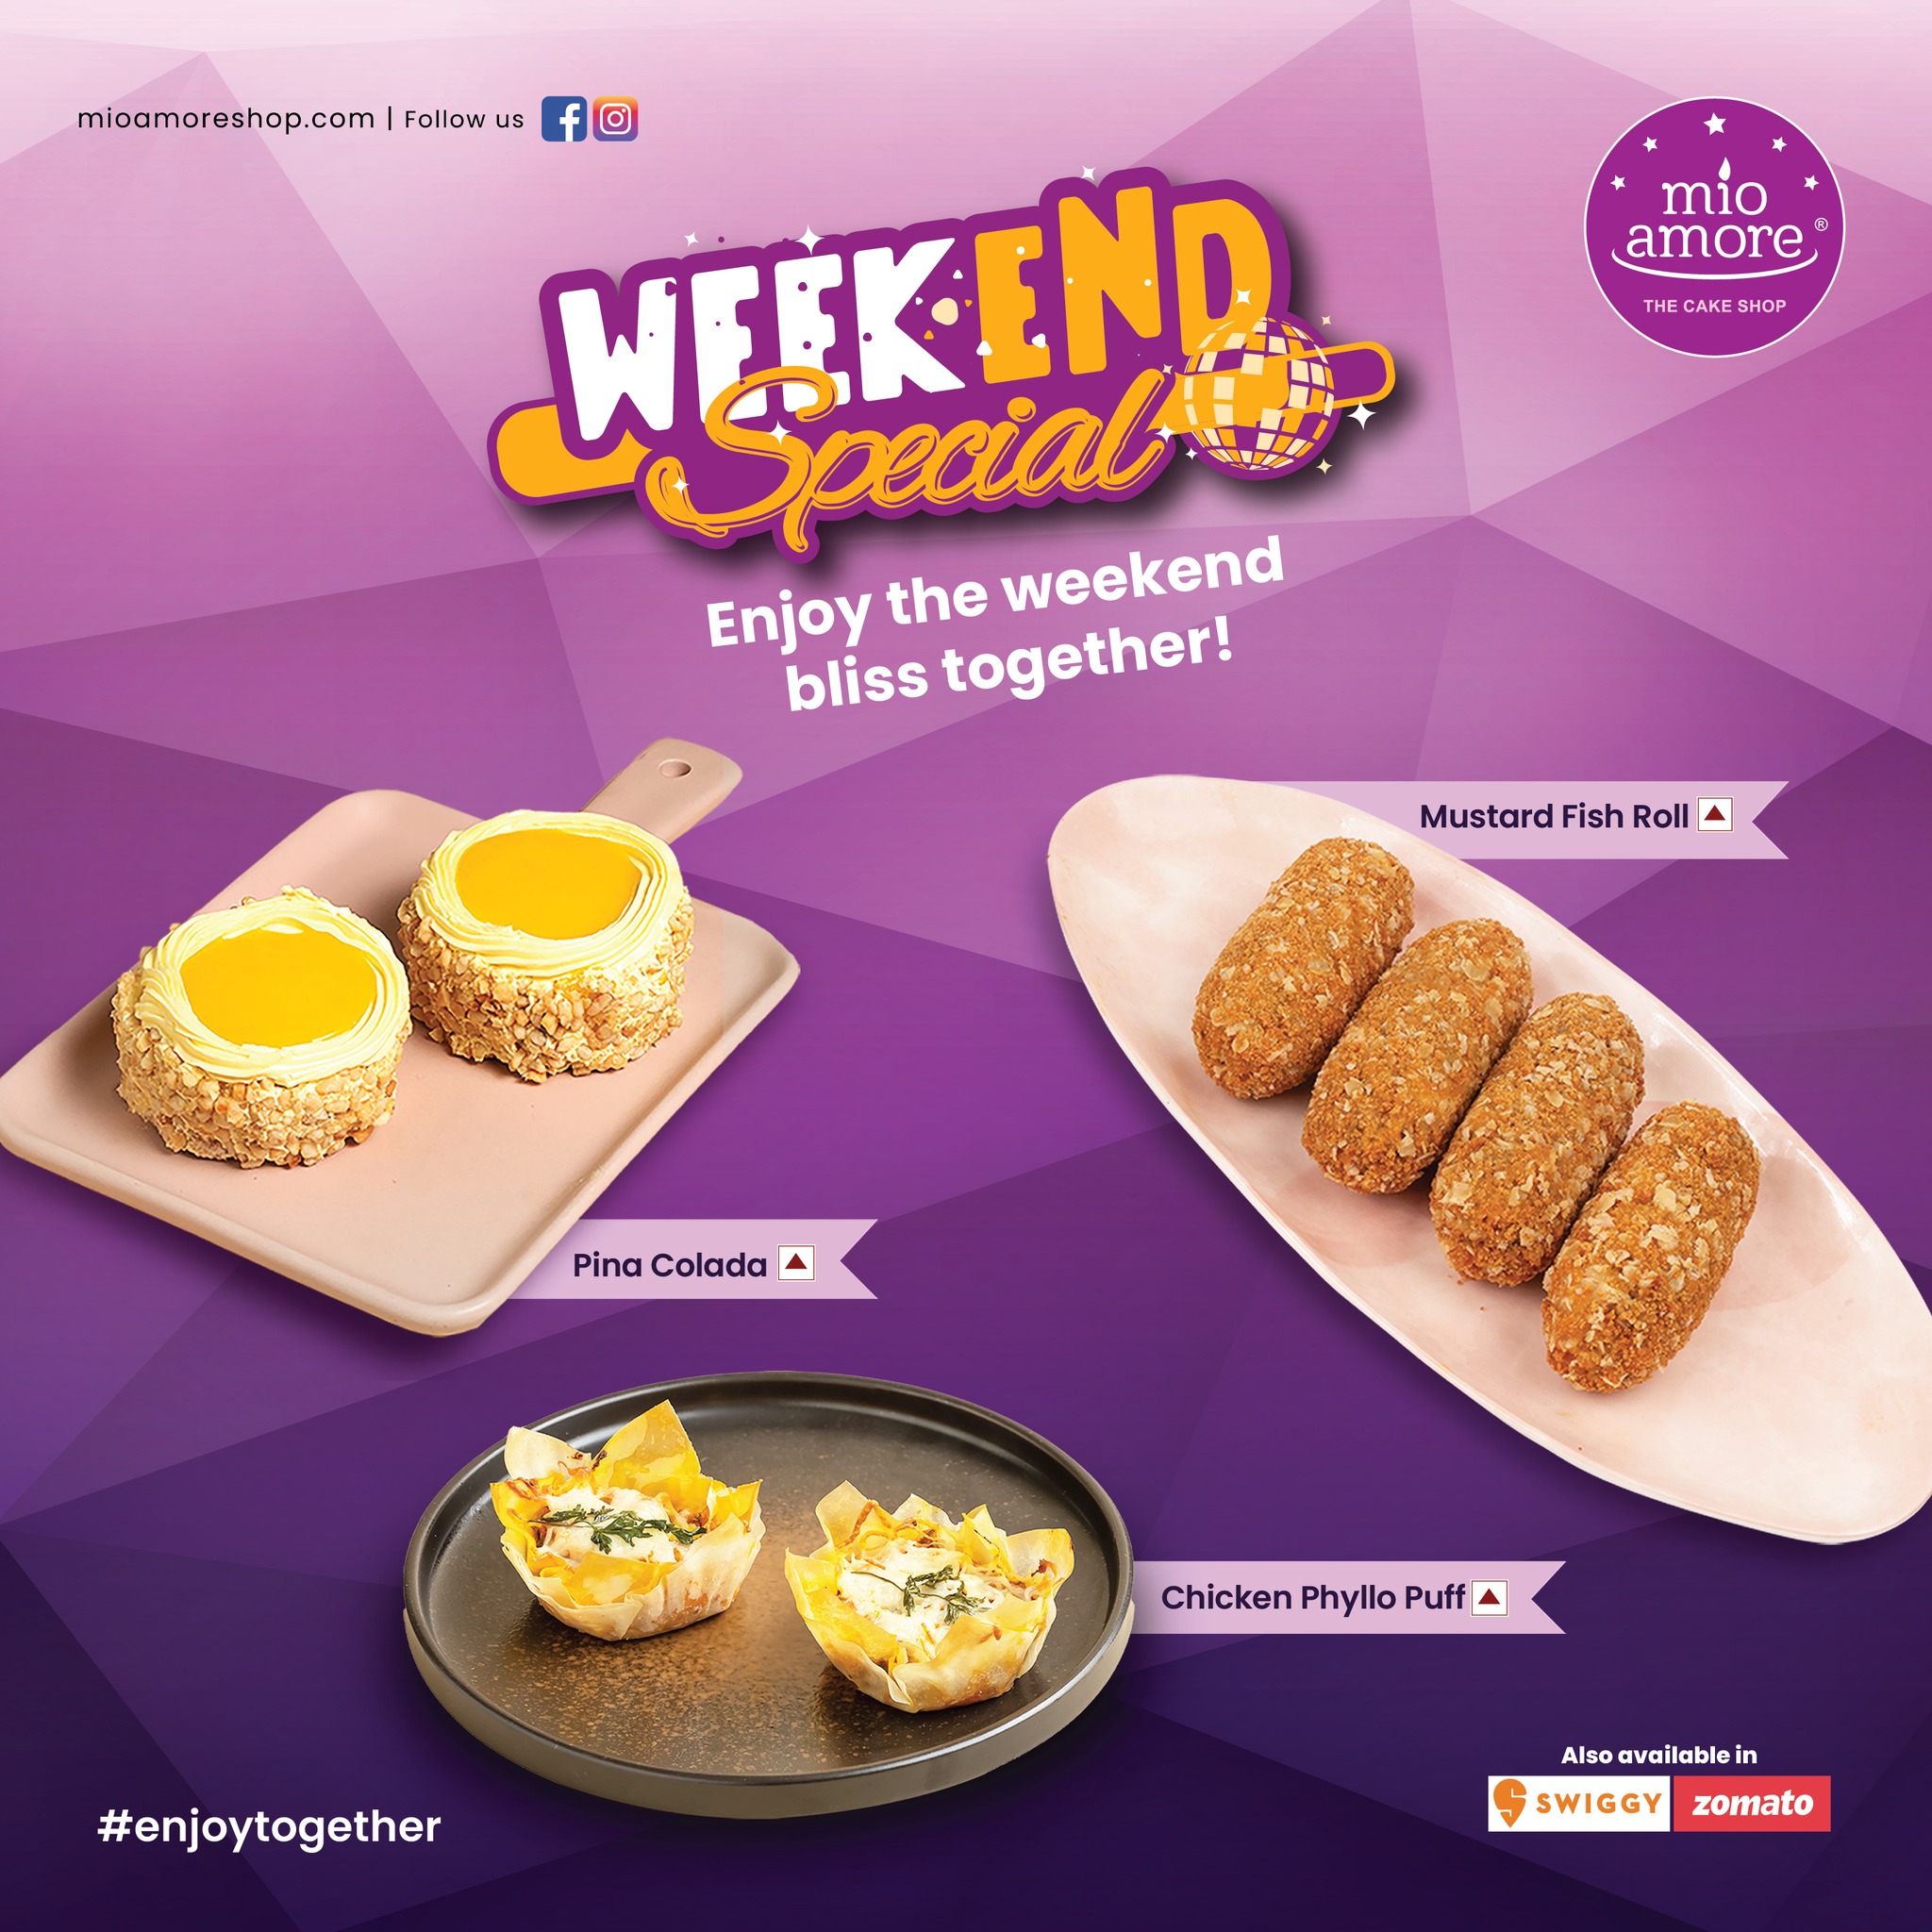 mioamoreshop.com | Follow us
mio
amore®
THE CAKE SHOP
WEEKEND
Special
Enjoy the weekend
bliss together!
Mustard Fish Roll
Pina Colada
Chicken Phyllo Puff
Also available in
SWIGGY zomato
#enjoytogether